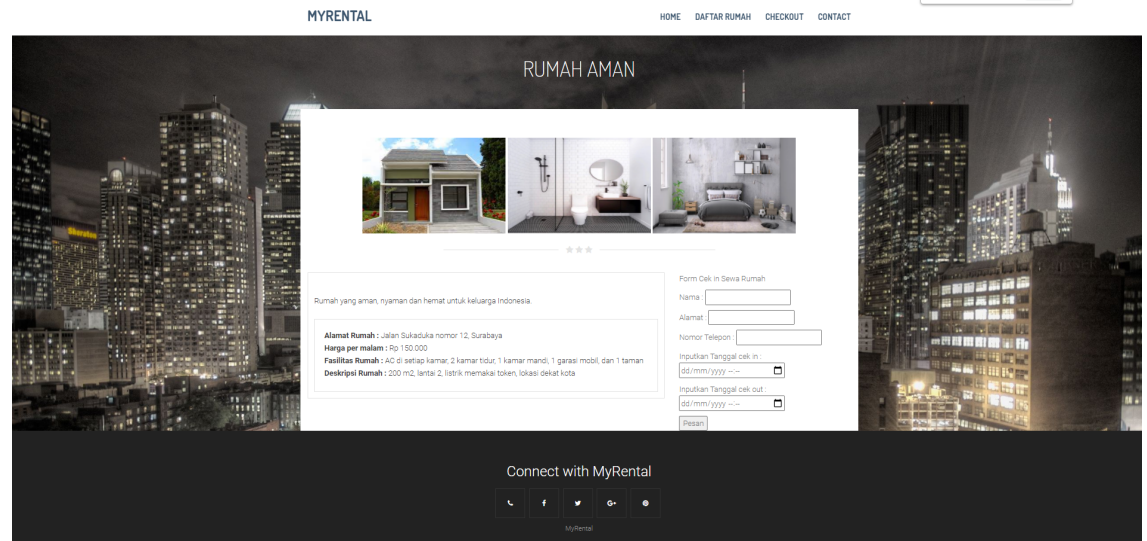 MYRENTAL
HOME DAFTAR RUMAH CHECKOUT CONTACT
RUMAH AMAN
Sheraton
Rumah yang aman, nyaman dan hemat untuk keluarga Indonesia.
Alamat Rumah : Jalan Sukaduka nomor 12, Surabaya
Harga per malam : Rp 150.000
Fasilitas Rumah : AC di setiap kamar, 2 kamar tidur, 1 kamar mandi, 1 garasi mobil, dan 1 taman
Deskripsi Rumah : 200 m2, lantai 2, listrik memakai token, lokasi dekat kota
Form Cek in Sewa Rumah
Nama :
Alamat :
Nomor Telepon :
Inputkan Tanggal cek in :
dd/mm/yyyy --:--
Inputkan Tanggal cek out :
dd/mm/yyyy --:--
Pesan
Connect with MyRental
MyRental